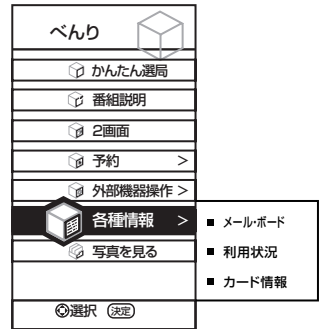 べんり
かんたん選局
番組説明
2画面
予約 >
外部機器操作 >
各種情報 >
写真を見る
選択 決定
■ メール・ボード
■ 利用状況
■ カード情報